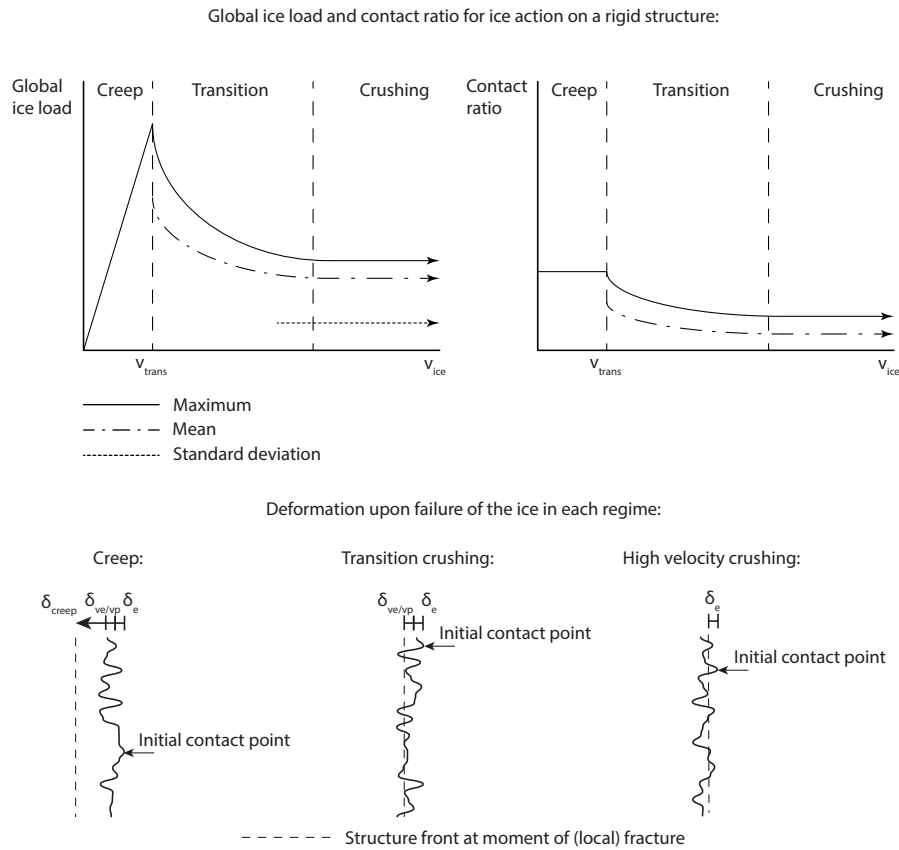 Global ice load and contact ratio for ice action on a rigid structure:
Global
ice load
Creep
Transition
Crushing
v_trans
v_ice
Contact
ratio
Creep
Transition
Crushing
v_trans
v_ice
Maximum
Mean
Standard deviation
Deformation upon failure of the ice in each regime:
Creep:
δ_creep δ_ve/vp δ_e
Initial contact point
Transition crushing:
δ_ve/vp δ_e
Initial contact point
High velocity crushing:
δ_e
Initial contact point
Structure front at moment of (local) fracture